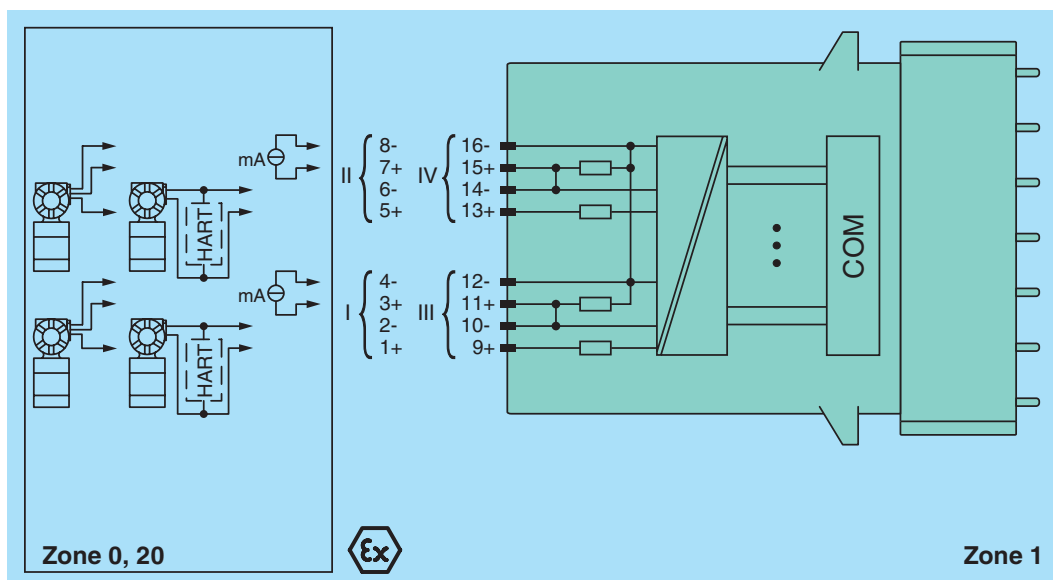 mA
II
8-
7+
6-
5+
IV
16-
15+
14-
13+
HART
mA
I
4-
3+
2-
1+
III
12-
11+
10-
9+
HART
COM
Zone 0, 20
Ex
Zone 1